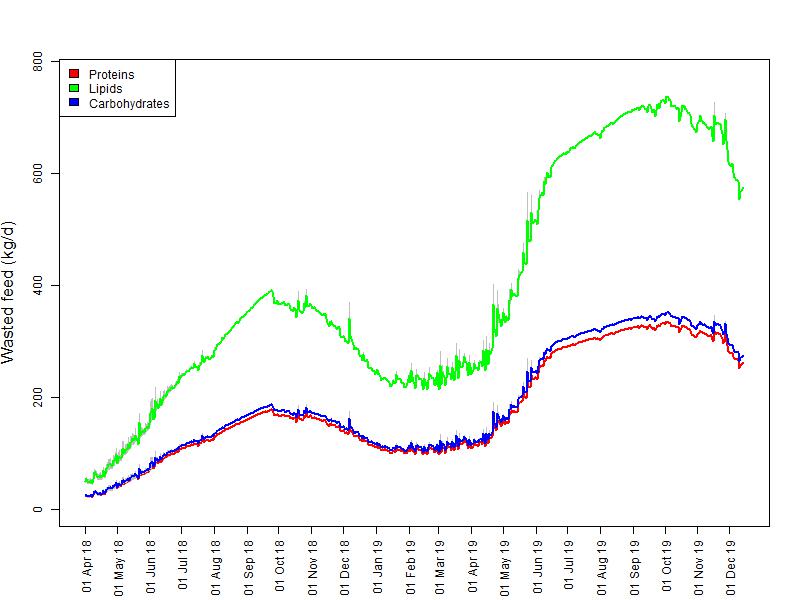 Proteins
Lipids
Carbohydrates
Wasted feed (kg/d)
800
600
400
200
0
01 Apr 18
01 May 18
01 Jun 18
01 Jul 18
01 Aug 18
01 Sep 18
01 Oct 18
01 Nov 18
01 Dec 18
01 Jan 19
01 Feb 19
01 Mar 19
01 Apr 19
01 May 19
01 Jun 19
01 Jul 19
01 Aug 19
01 Sep 19
01 Oct 19
01 Nov 19
01 Dec 19